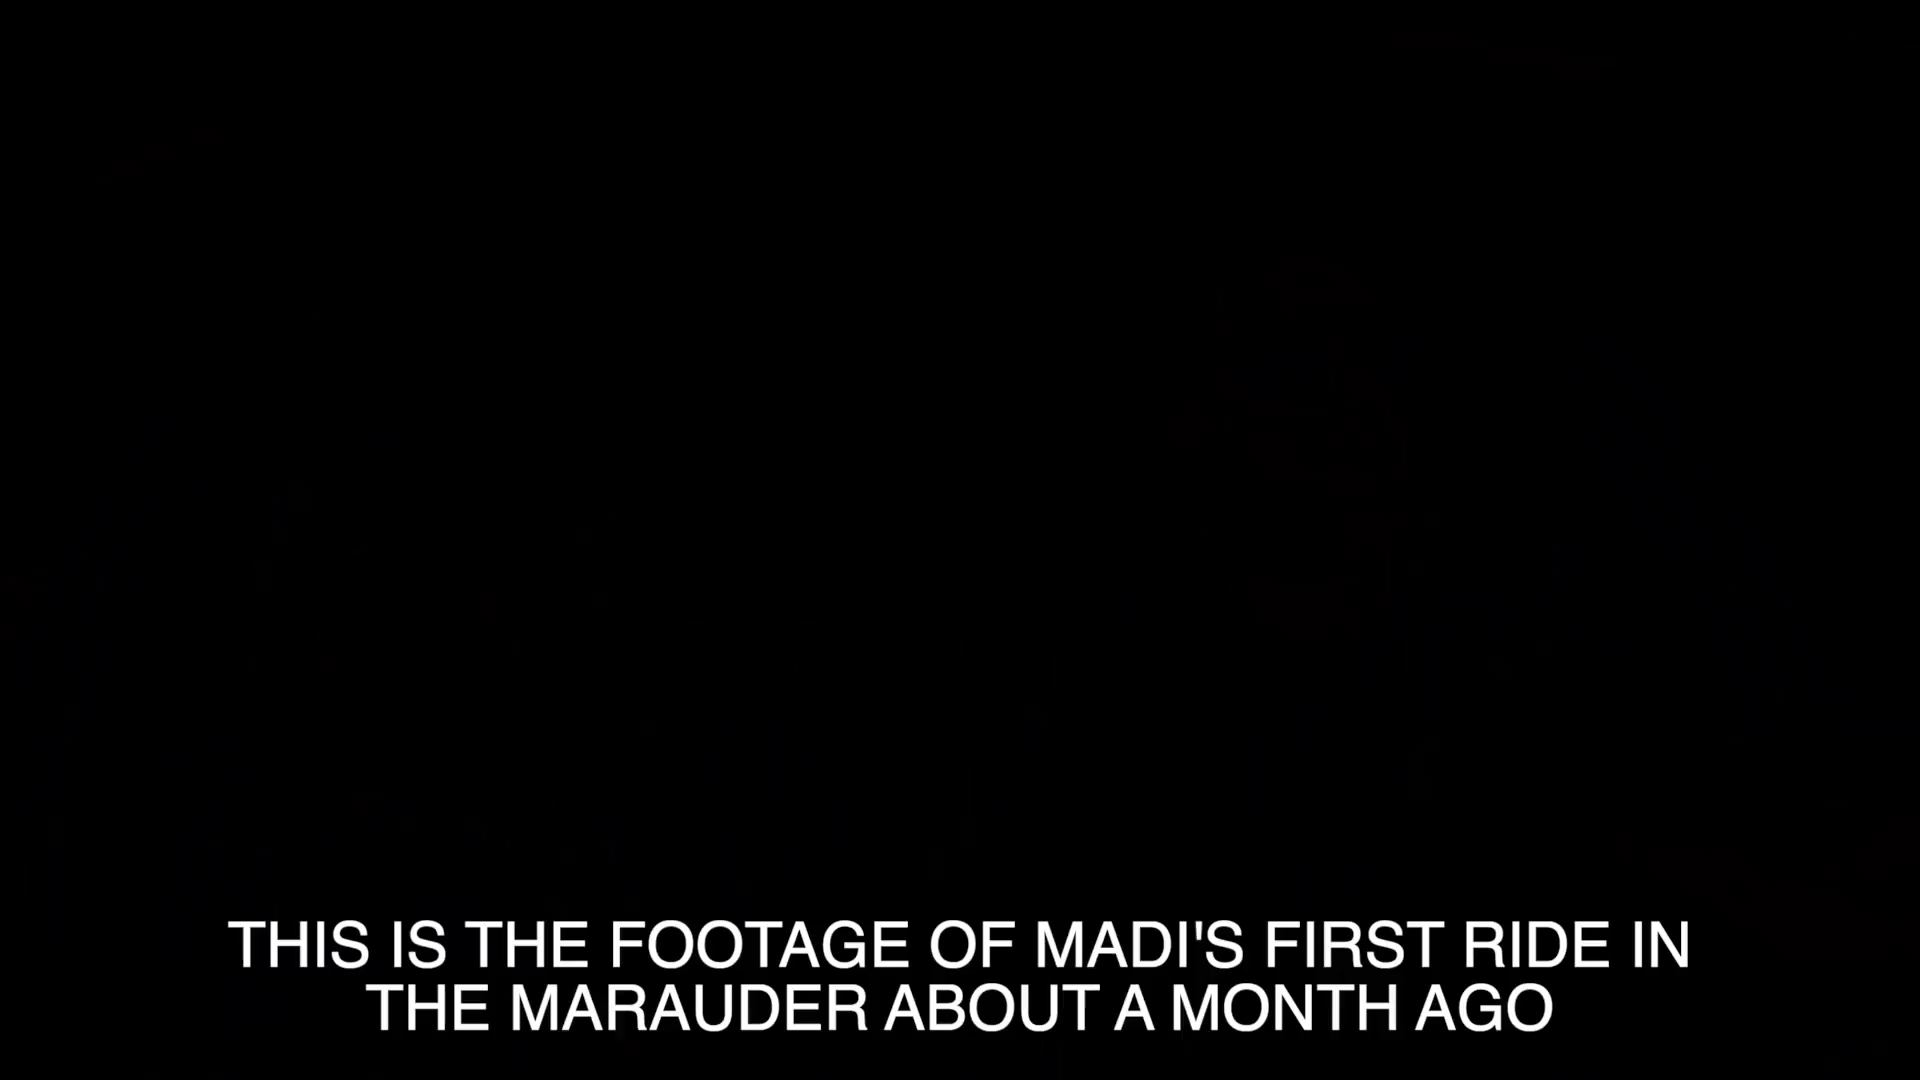 THIS IS THE FOOTAGE OF MADI'S FIRST RIDE IN
THE MARAUDER ABOUT A MONTH AGO